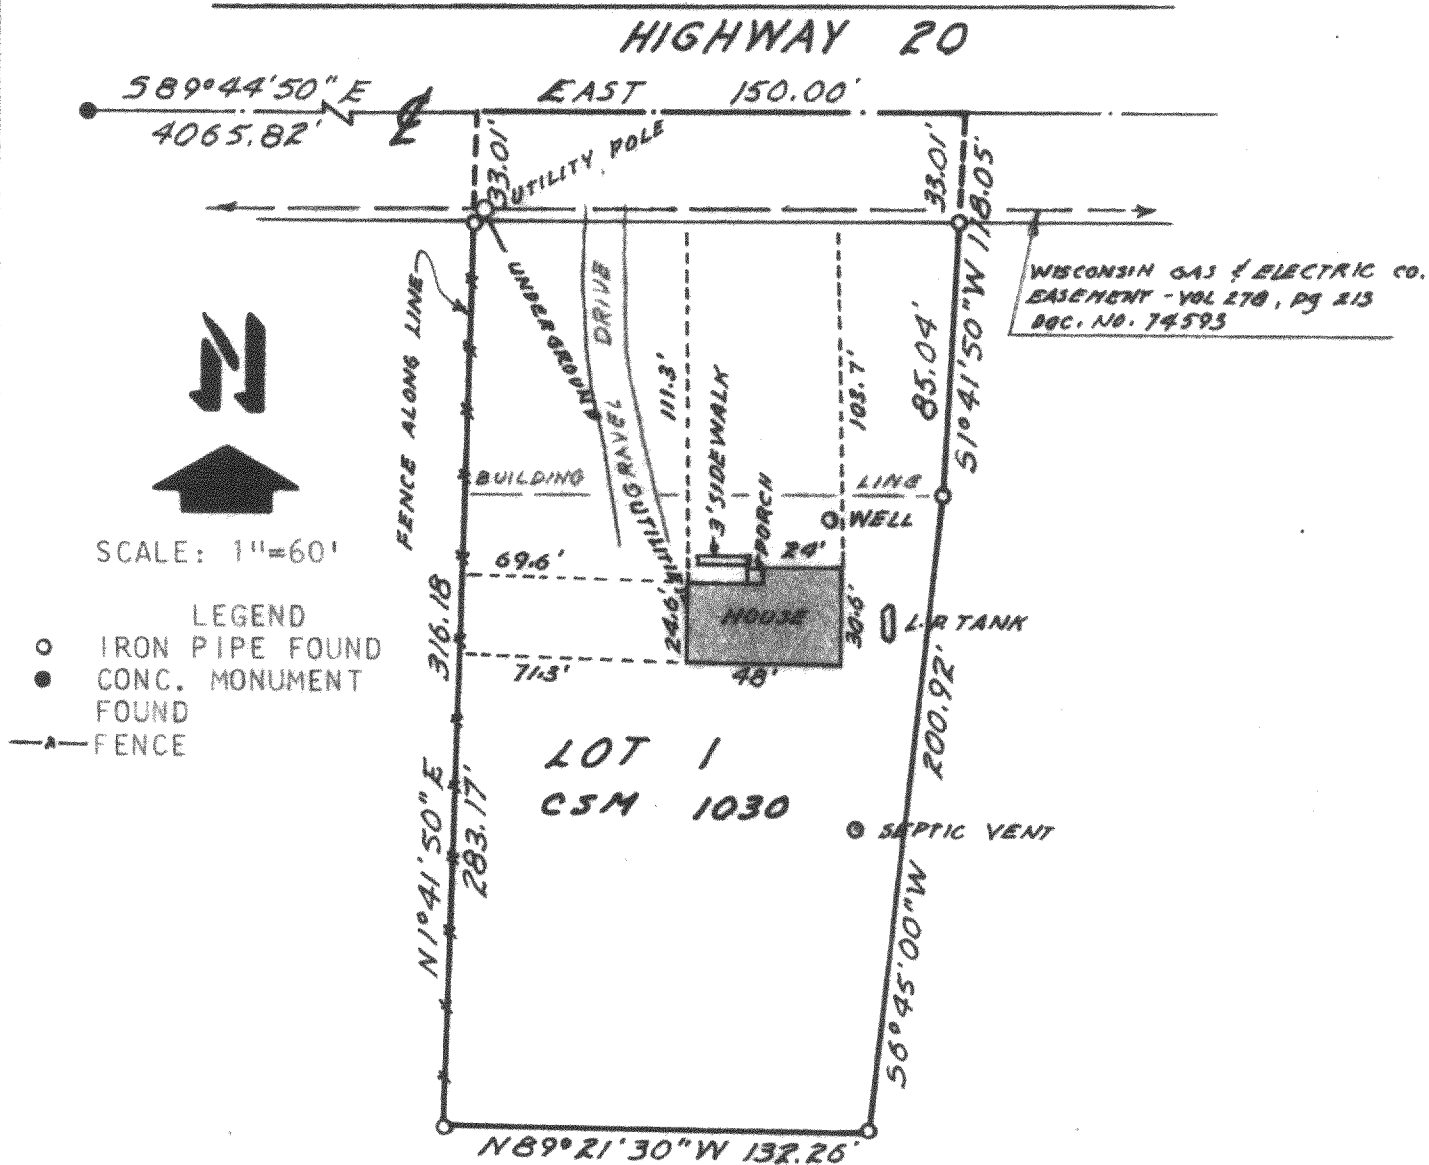 HIGHWAY 20
S89°44'50"E
4065.82'
EAST 150.00'
33.01'
UTILITY POLE
33.01'
S1°41'50"W 118.05'
85.04'
WISCONSIN GAS & ELECTRIC CO.
EASEMENT - VOL 278, Pg 213
DOC. NO. 74593
FENCE ALONG LINE
UNDERGROUND UTILITY
GRAVEL DRIVE
111.3'
3' SIDEWALK
PORCH
103.7'
BUILDING LINE
WELL
N
SCALE: 1"=60'
LEGEND
IRON PIPE FOUND
CONC. MONUMENT
FOUND
FENCE
69.6'
24'
24.6'
HOUSE
30.6'
71.3'
48'
TANK
316.18
N1°41'50"E
283.17'
LOT 1
CSM 1030
SEPTIC VENT
200.92'
S6°45'00"W
N89°21'30"W 132.26'